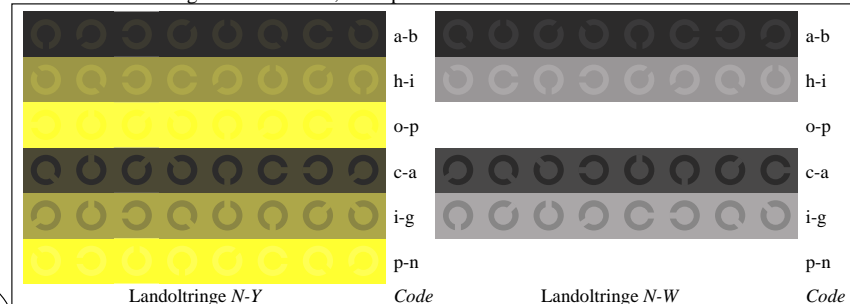 a-b a-b
h-i h-i
o-p o-p
c-a c-a
i-g i-g
p-n p-n
Landoltringe N-Y Code Landoltringe N-W Code